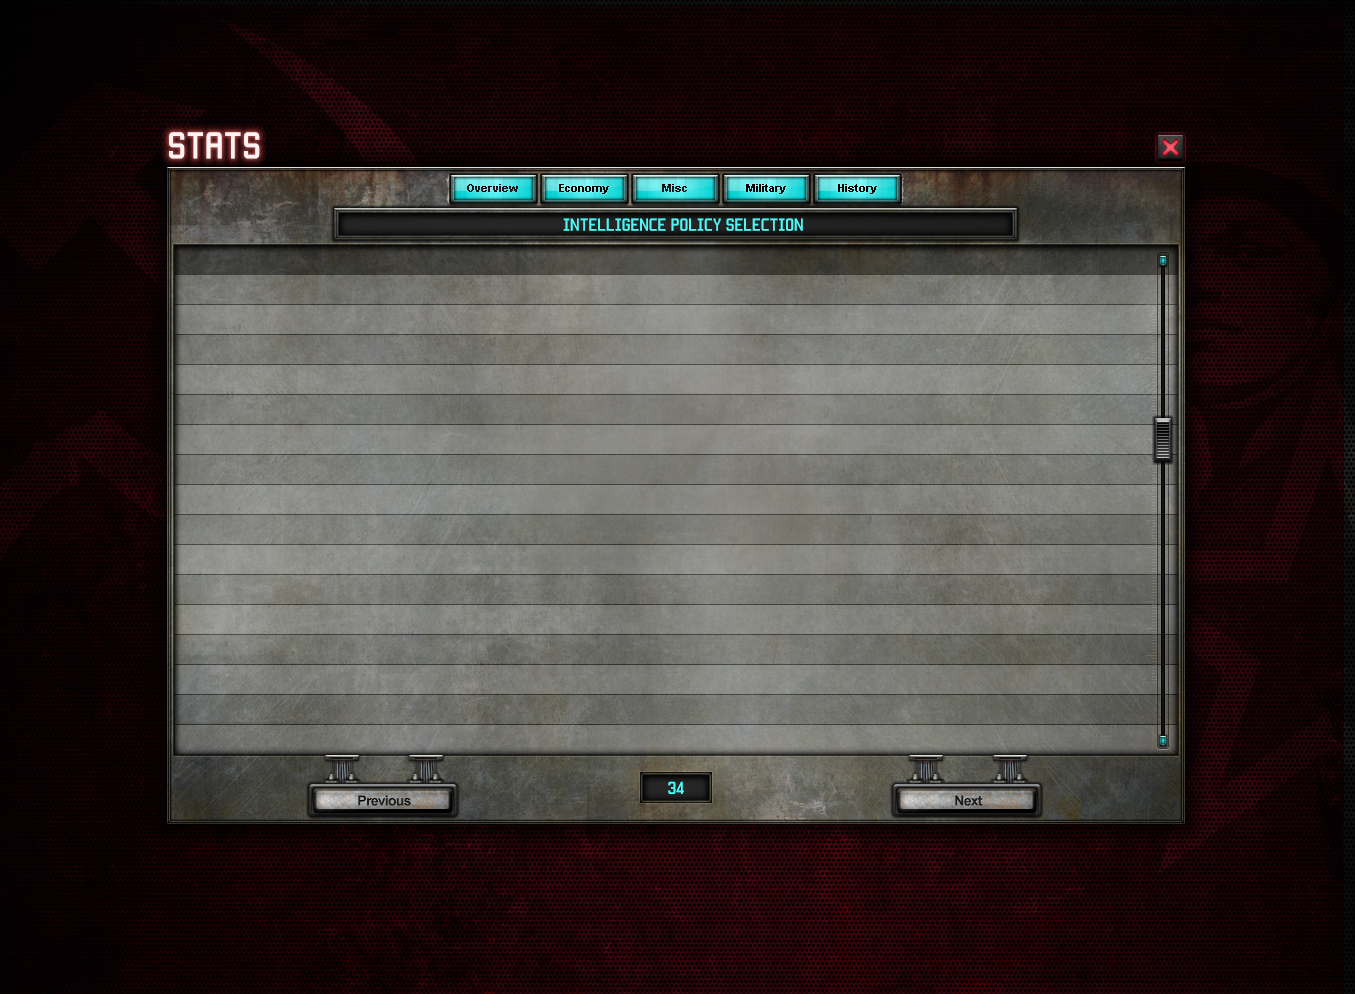 STATS
Overview
Economy
Misc
Military
History
INTELLIGENCE POLICY SELECTION
Previous
34
Next